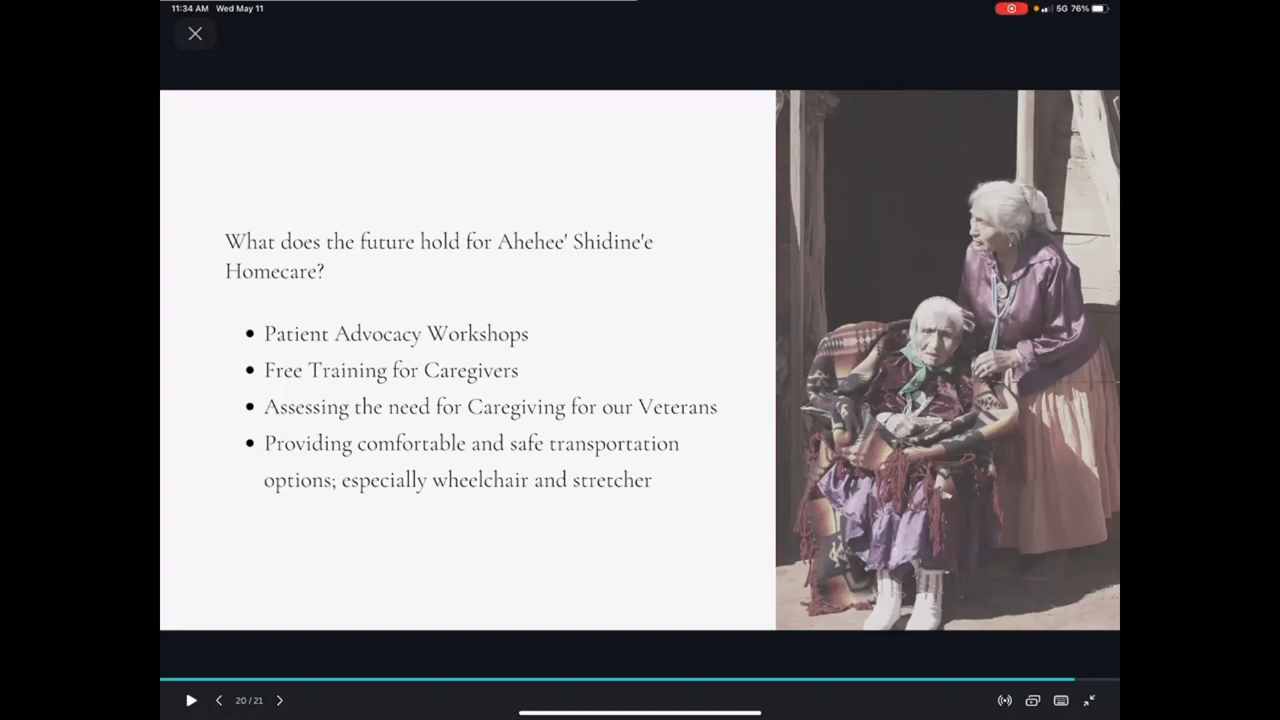 11:34 AM Wed May 11
5G 76%
What does the future hold for Ahehee' Shidine'e
Homecare?
• Patient Advocacy Workshops
• Free Training for Caregivers
• Assessing the need for Caregiving for our Veterans
• Providing comfortable and safe transportation
options; especially wheelchair and stretcher
20/21